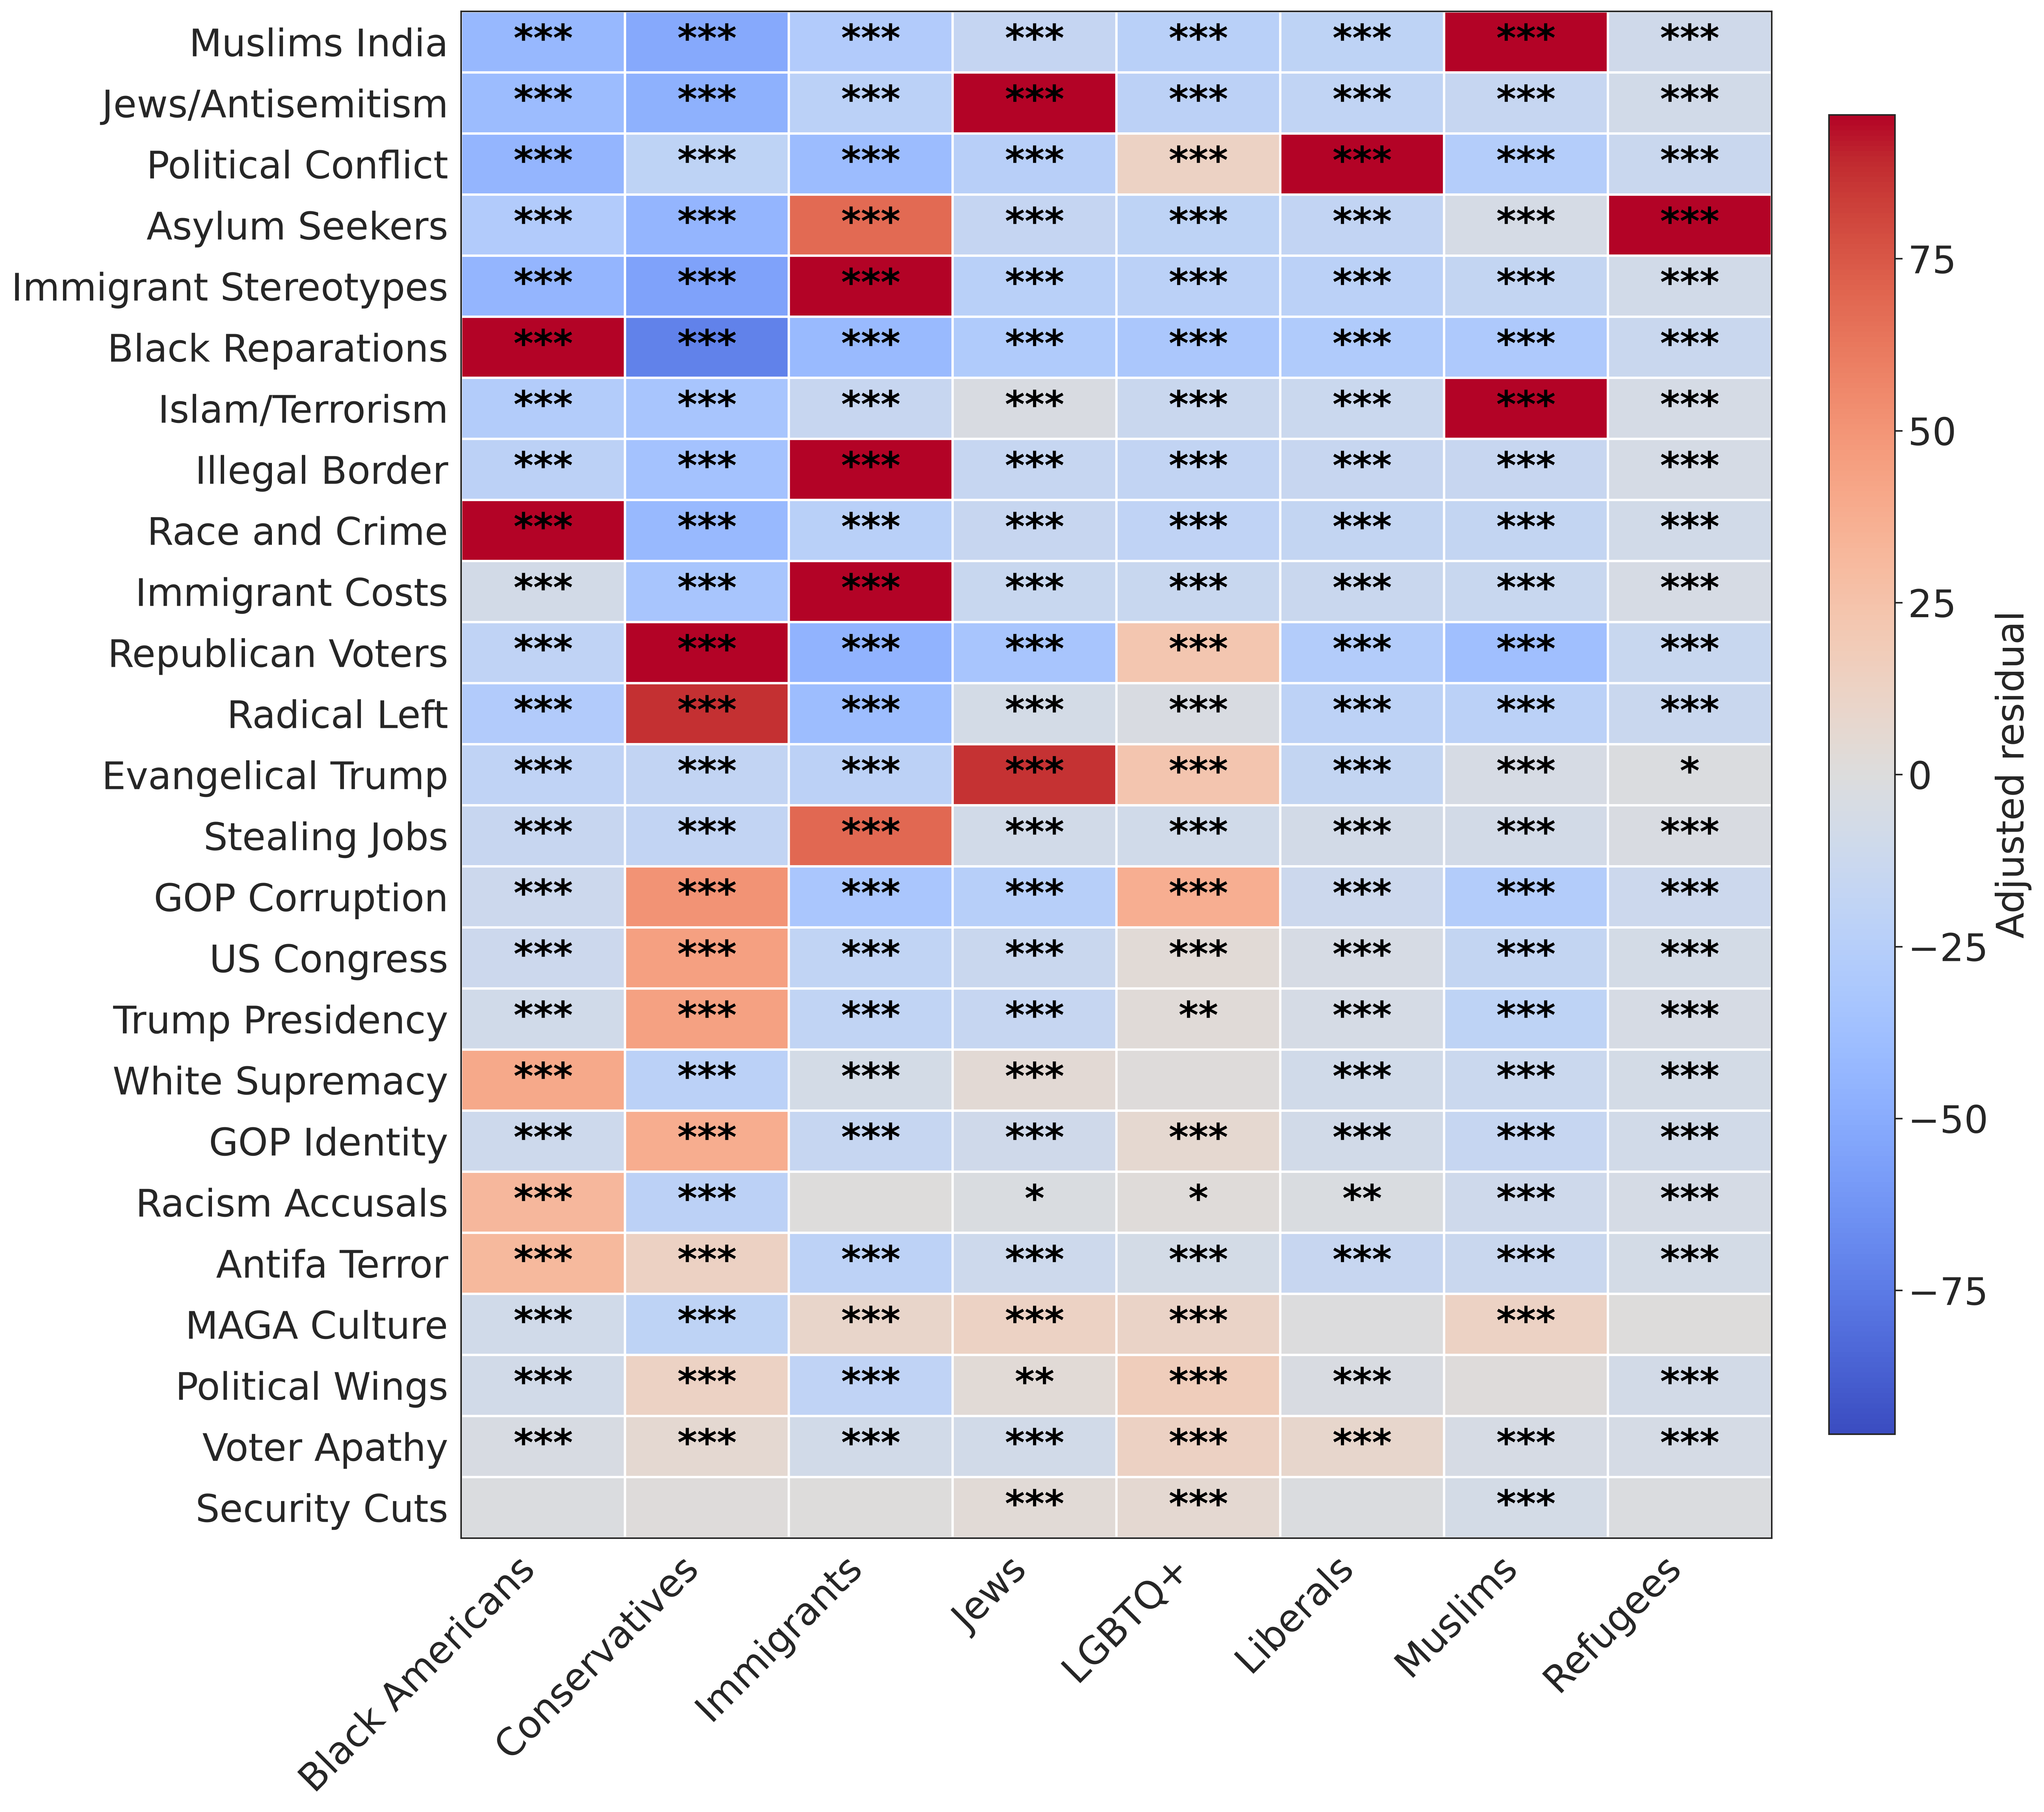 Muslims India *** *** *** *** *** *** *** ***
Jews/Antisemitism *** *** *** *** *** *** *** ***
Political Conflict *** *** *** *** *** *** *** ***
Asylum Seekers *** *** *** *** *** *** *** ***
Immigrant Stereotypes *** *** *** *** *** *** *** ***
Black Reparations *** *** *** *** *** *** *** ***
Islam/Terrorism *** *** *** *** *** *** *** ***
Illegal Border *** *** *** *** *** *** *** ***
Race and Crime *** *** *** *** *** *** *** ***
Immigrant Costs *** *** *** *** *** *** *** ***
Republican Voters *** *** *** *** *** *** *** ***
Radical Left *** *** *** *** *** *** *** ***
Evangelical Trump *** *** *** *** *** *** *** *
Stealing Jobs *** *** *** *** *** *** *** ***
GOP Corruption *** *** *** *** *** *** *** ***
US Congress *** *** *** *** *** *** *** ***
Trump Presidency *** *** *** *** ** *** *** ***
White Supremacy *** *** *** *** *** *** ***
GOP Identity *** *** *** *** *** *** *** ***
Racism Accusals *** *** * * ** *** ***
Antifa Terror *** *** *** *** *** *** *** ***
MAGA Culture *** *** *** *** *** ***
Political Wings *** *** *** ** *** *** ***
Voter Apathy *** *** *** *** *** *** *** ***
Security Cuts *** *** ***
Black Americans
Conservatives
Immigrants
Jews
LGBTQ+
Liberals
Muslims
Refugees
75
50
25
0
−25
−50
−75
Adjusted residual